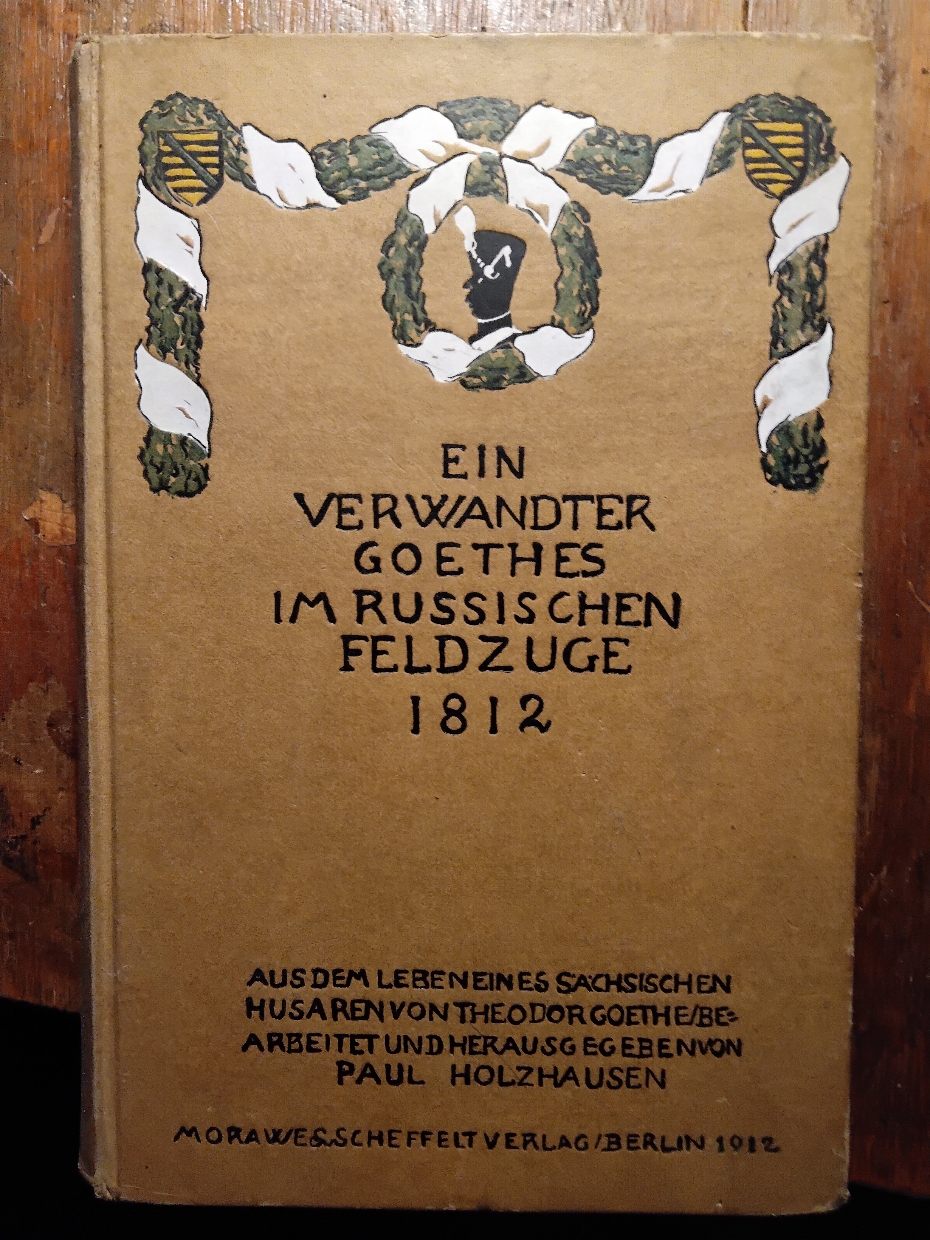 EIN
VERWANDTER
GOETHES
IM RUSSISCHEN
FELDZUGE
1812
AUS DEM LEBEN EINES SÄCHSISCHEN
HUSAREN VON THEODOR GOETHE/BE=
ARBEITET UND HERAUSGEGEBEN VON
PAUL HOLZHAUSEN
MORAWE&SCHEFFELT VERLAG/BERLIN 1912